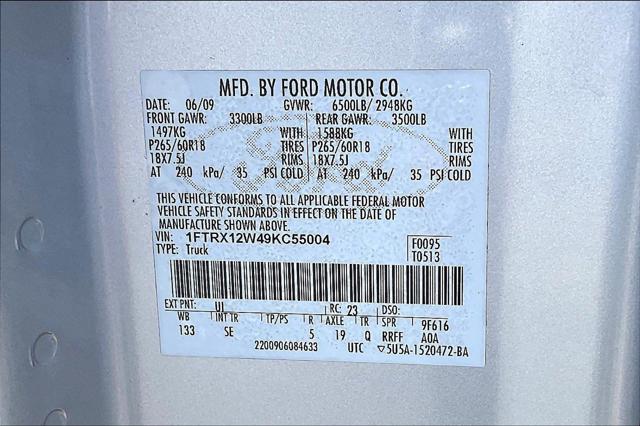 MFD. BY FORD MOTOR CO.
DATE: 06/09 GVWR: 6500LB/ 2948KG
FRONT GAWR: 3300LB REAR GAWR: 3500LB
1497KG WITH 1588KG WITH
P265/60R18 TIRES P265/60R18 TIRES
18X7.5J RIMS 18X7.5J RIMS
AT 240 kPa/ 35 PSI COLD AT 240 kPa/ 35 PSI COLD
THIS VEHICLE CONFORMS TO ALL APPLICABLE FEDERAL MOTOR
VEHICLE SAFETY STANDARDS IN EFFECT ON THE DATE OF
MANUFACTURE SHOWN ABOVE.
VIN: 1FTRX12W49KC55004 F0095
TYPE: Truck T0513
EXT PNT: UI RC: 23 DSO:
WB INT TR TP/PS R AXLE TR SPR 9F616
133 SE 5 19 Q RRFF A0A
2200906084633 UTC ▽5U5A-1520472-BA